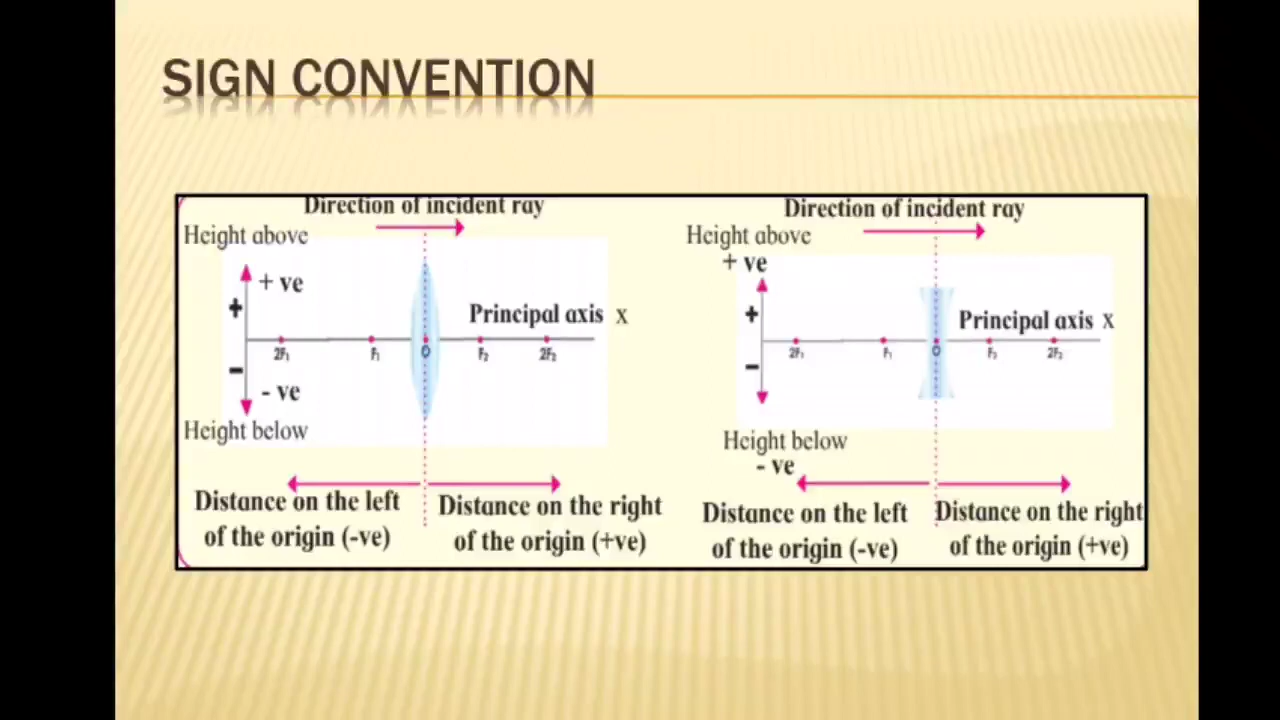 SIGN CONVENTION
Direction of incident ray
Height above
+ ve
+
Principal axis X
2F₁ F₁ O F₂ 2F₂
−
- ve
Height below
Distance on the left
of the origin (-ve)
Distance on the right
of the origin (+ve)
Direction of incident ray
Height above
+ ve
+
Principal axis X
2F₁ F₁ O F₂ 2F₂
−
Height below
- ve
Distance on the left
of the origin (-ve)
Distance on the right
of the origin (+ve)